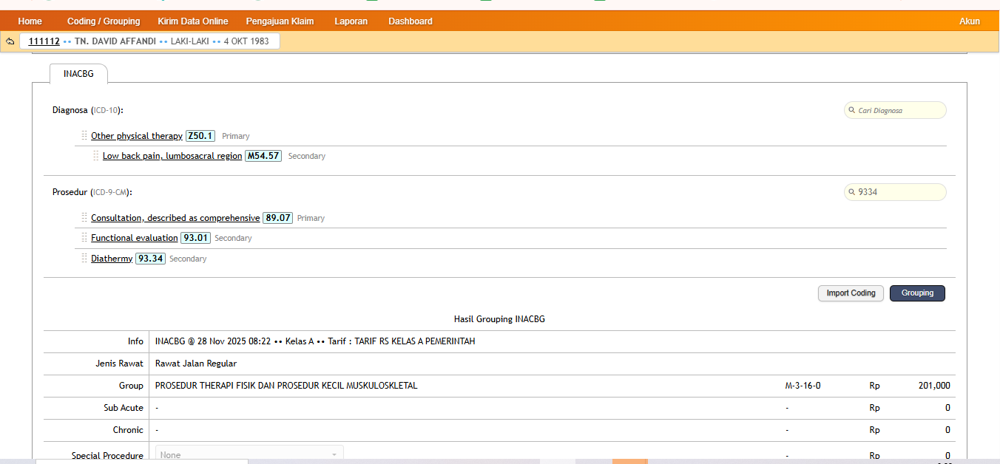 Home Coding / Grouping Kirim Data Online Pengajuan Klaim Laporan Dashboard Akun
111112 •• TN. DAVID AFFANDI •• LAKI-LAKI •• 4 OKT 1983
INACBG
Diagnosa (ICD-10): Cari Diagnosa
Other physical therapy Z50.1 Primary
Low back pain, lumbosacral region M54.57 Secondary
Prosedur (ICD-9-CM): 9334
Consultation, described as comprehensive 89.07 Primary
Functional evaluation 93.01 Secondary
Diathermy 93.34 Secondary
Import Coding Grouping
Hasil Grouping INACBG
Info INACBG @ 28 Nov 2025 08:22 •• Kelas A •• Tarif : TARIF RS KELAS A PEMERINTAH
Jenis Rawat Rawat Jalan Regular
Group PROSEDUR THERAPI FISIK DAN PROSEDUR KECIL MUSKULOSKLETAL M-3-16-0 Rp 201,000
Sub Acute - - Rp 0
Chronic - - Rp 0
Special Procedure None - Rp 0